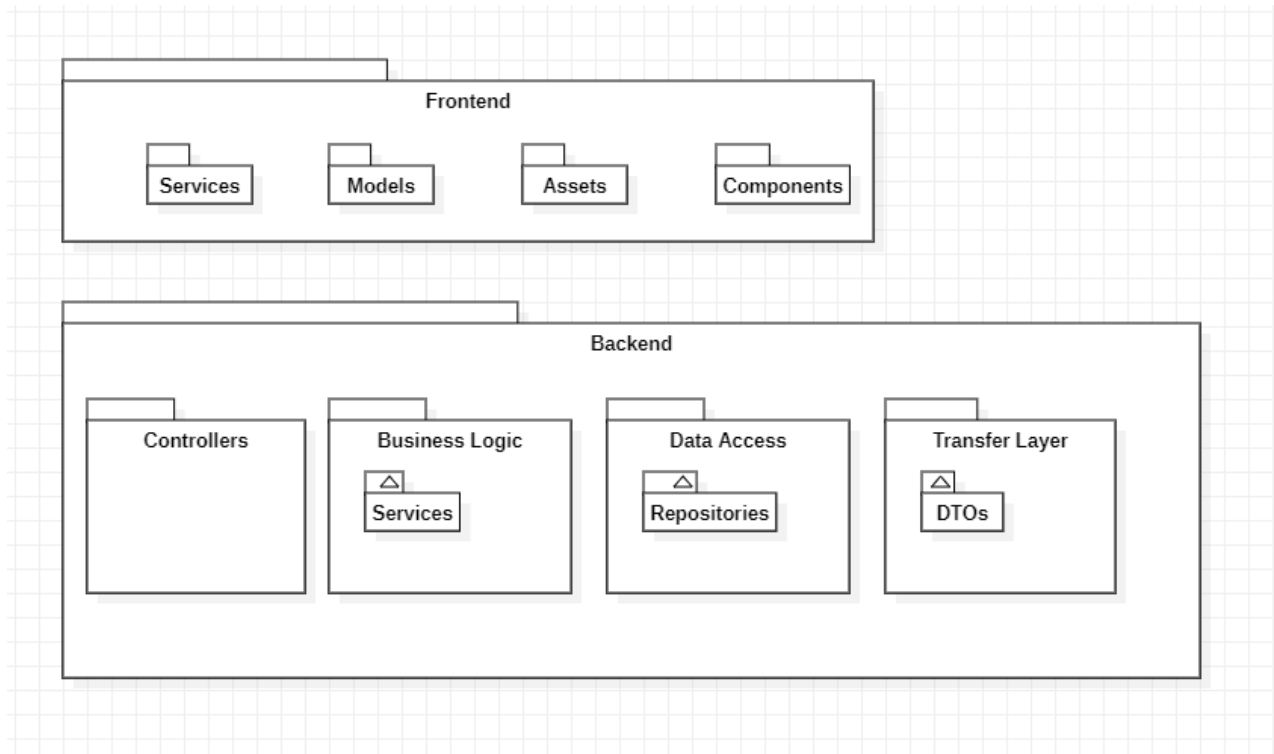 Frontend
Services
Models
Assets
Components
Backend
Controllers
Business Logic
Services
Data Access
Repositories
Transfer Layer
DTOs